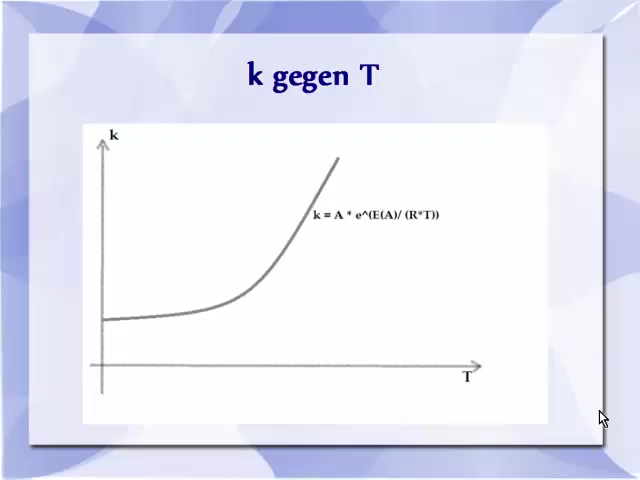 k gegen T
k
k = A * e^(E(A)/ (R*T))
T